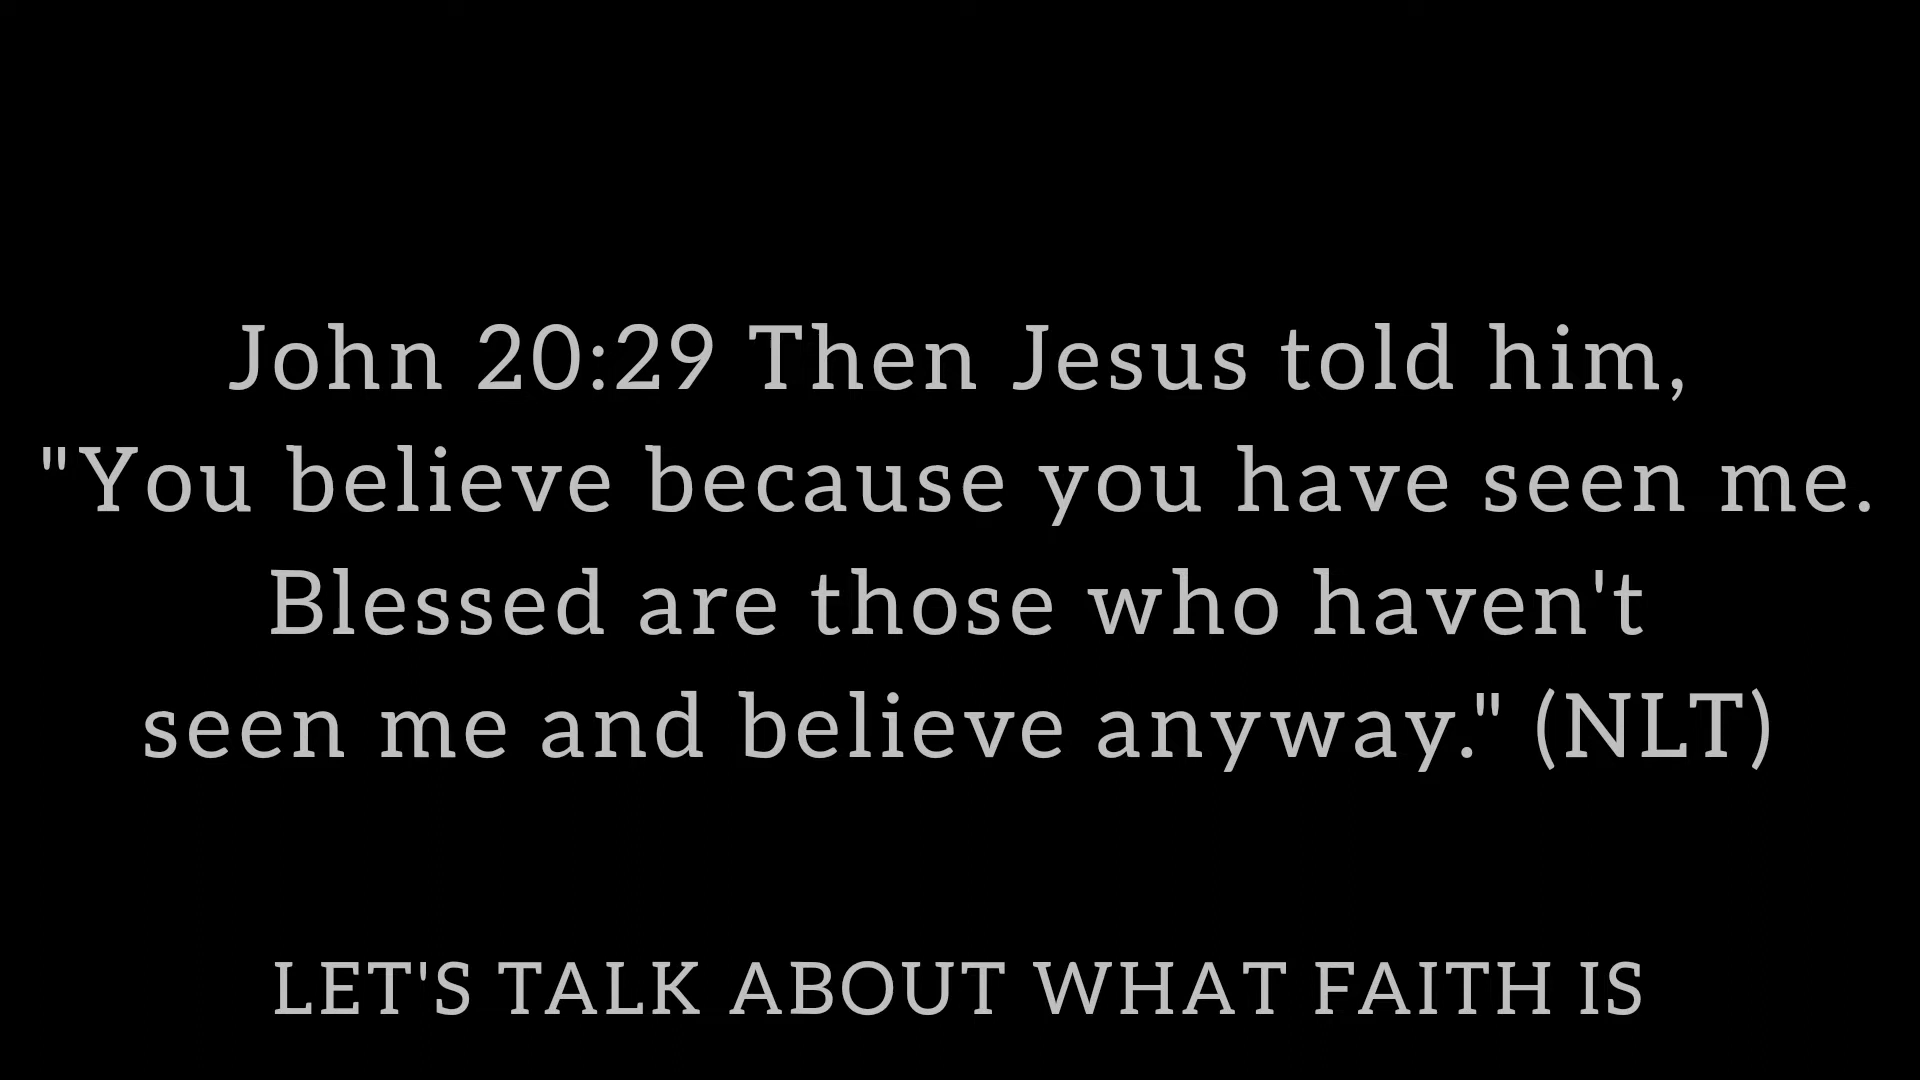 John 20:29 Then Jesus told him,
"You believe because you have seen me.
Blessed are those who haven't
seen me and believe anyway." (NLT)
LET'S TALK ABOUT WHAT FAITH IS